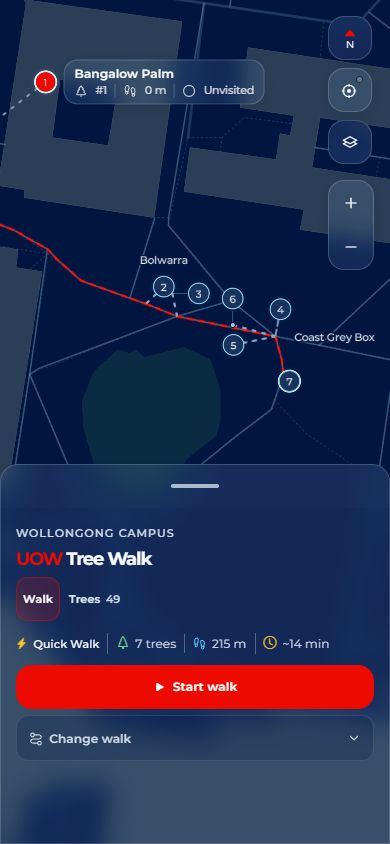 N
Bangalow Palm
1
#1 0 m Unvisited
+
−
Bolwarra
2
3
6
4
5
Coast Grey Box
7
WOLLONGONG CAMPUS
UOW Tree Walk
Walk Trees 49
Quick Walk 7 trees 215 m ~14 min
Start walk
Change walk